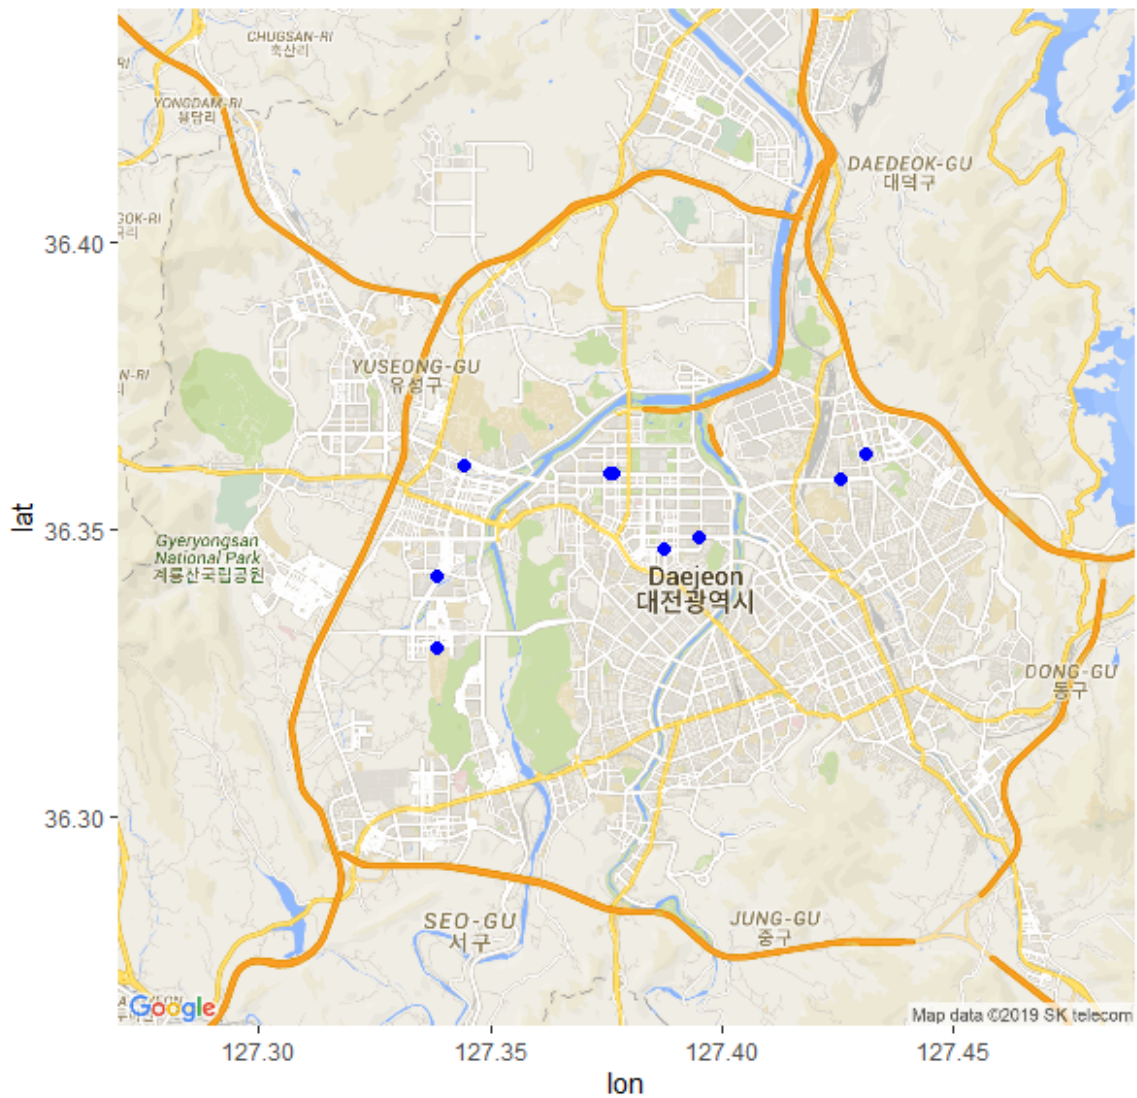 CHUGSAN-RI
축산리
RI
YONGDAM-RI
용담리
DAEDEOK-GU
대덕구
GOK-RI
36.40
YUSEONG-GU
유성구
N-RI
리
lat
36.35
Gyeryongsan
National Park
계룡산국립공원
Daejeon
대전광역시
DONG-GU
동구
36.30
SEO-GU
서구
JUNG-GU
중구
Google
Map data ©2019 SK telecom
127.30
127.35
127.40
127.45
lon